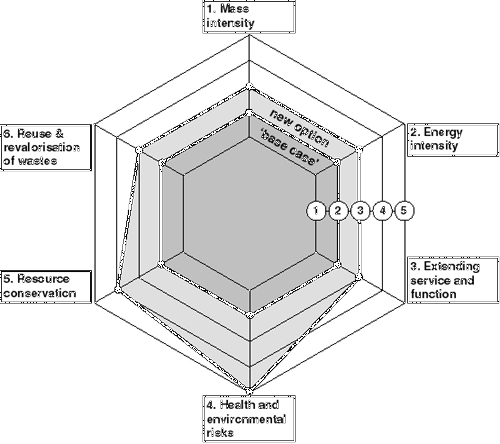 1. Mass
intensity
2. Energy
intensity
6. Reuse &
revalorisation
of wastes
new option
'base case'
1 2 3 4 5
3. Extending
service and
function
5. Resource
conservation
4. Health and
environmental
risks